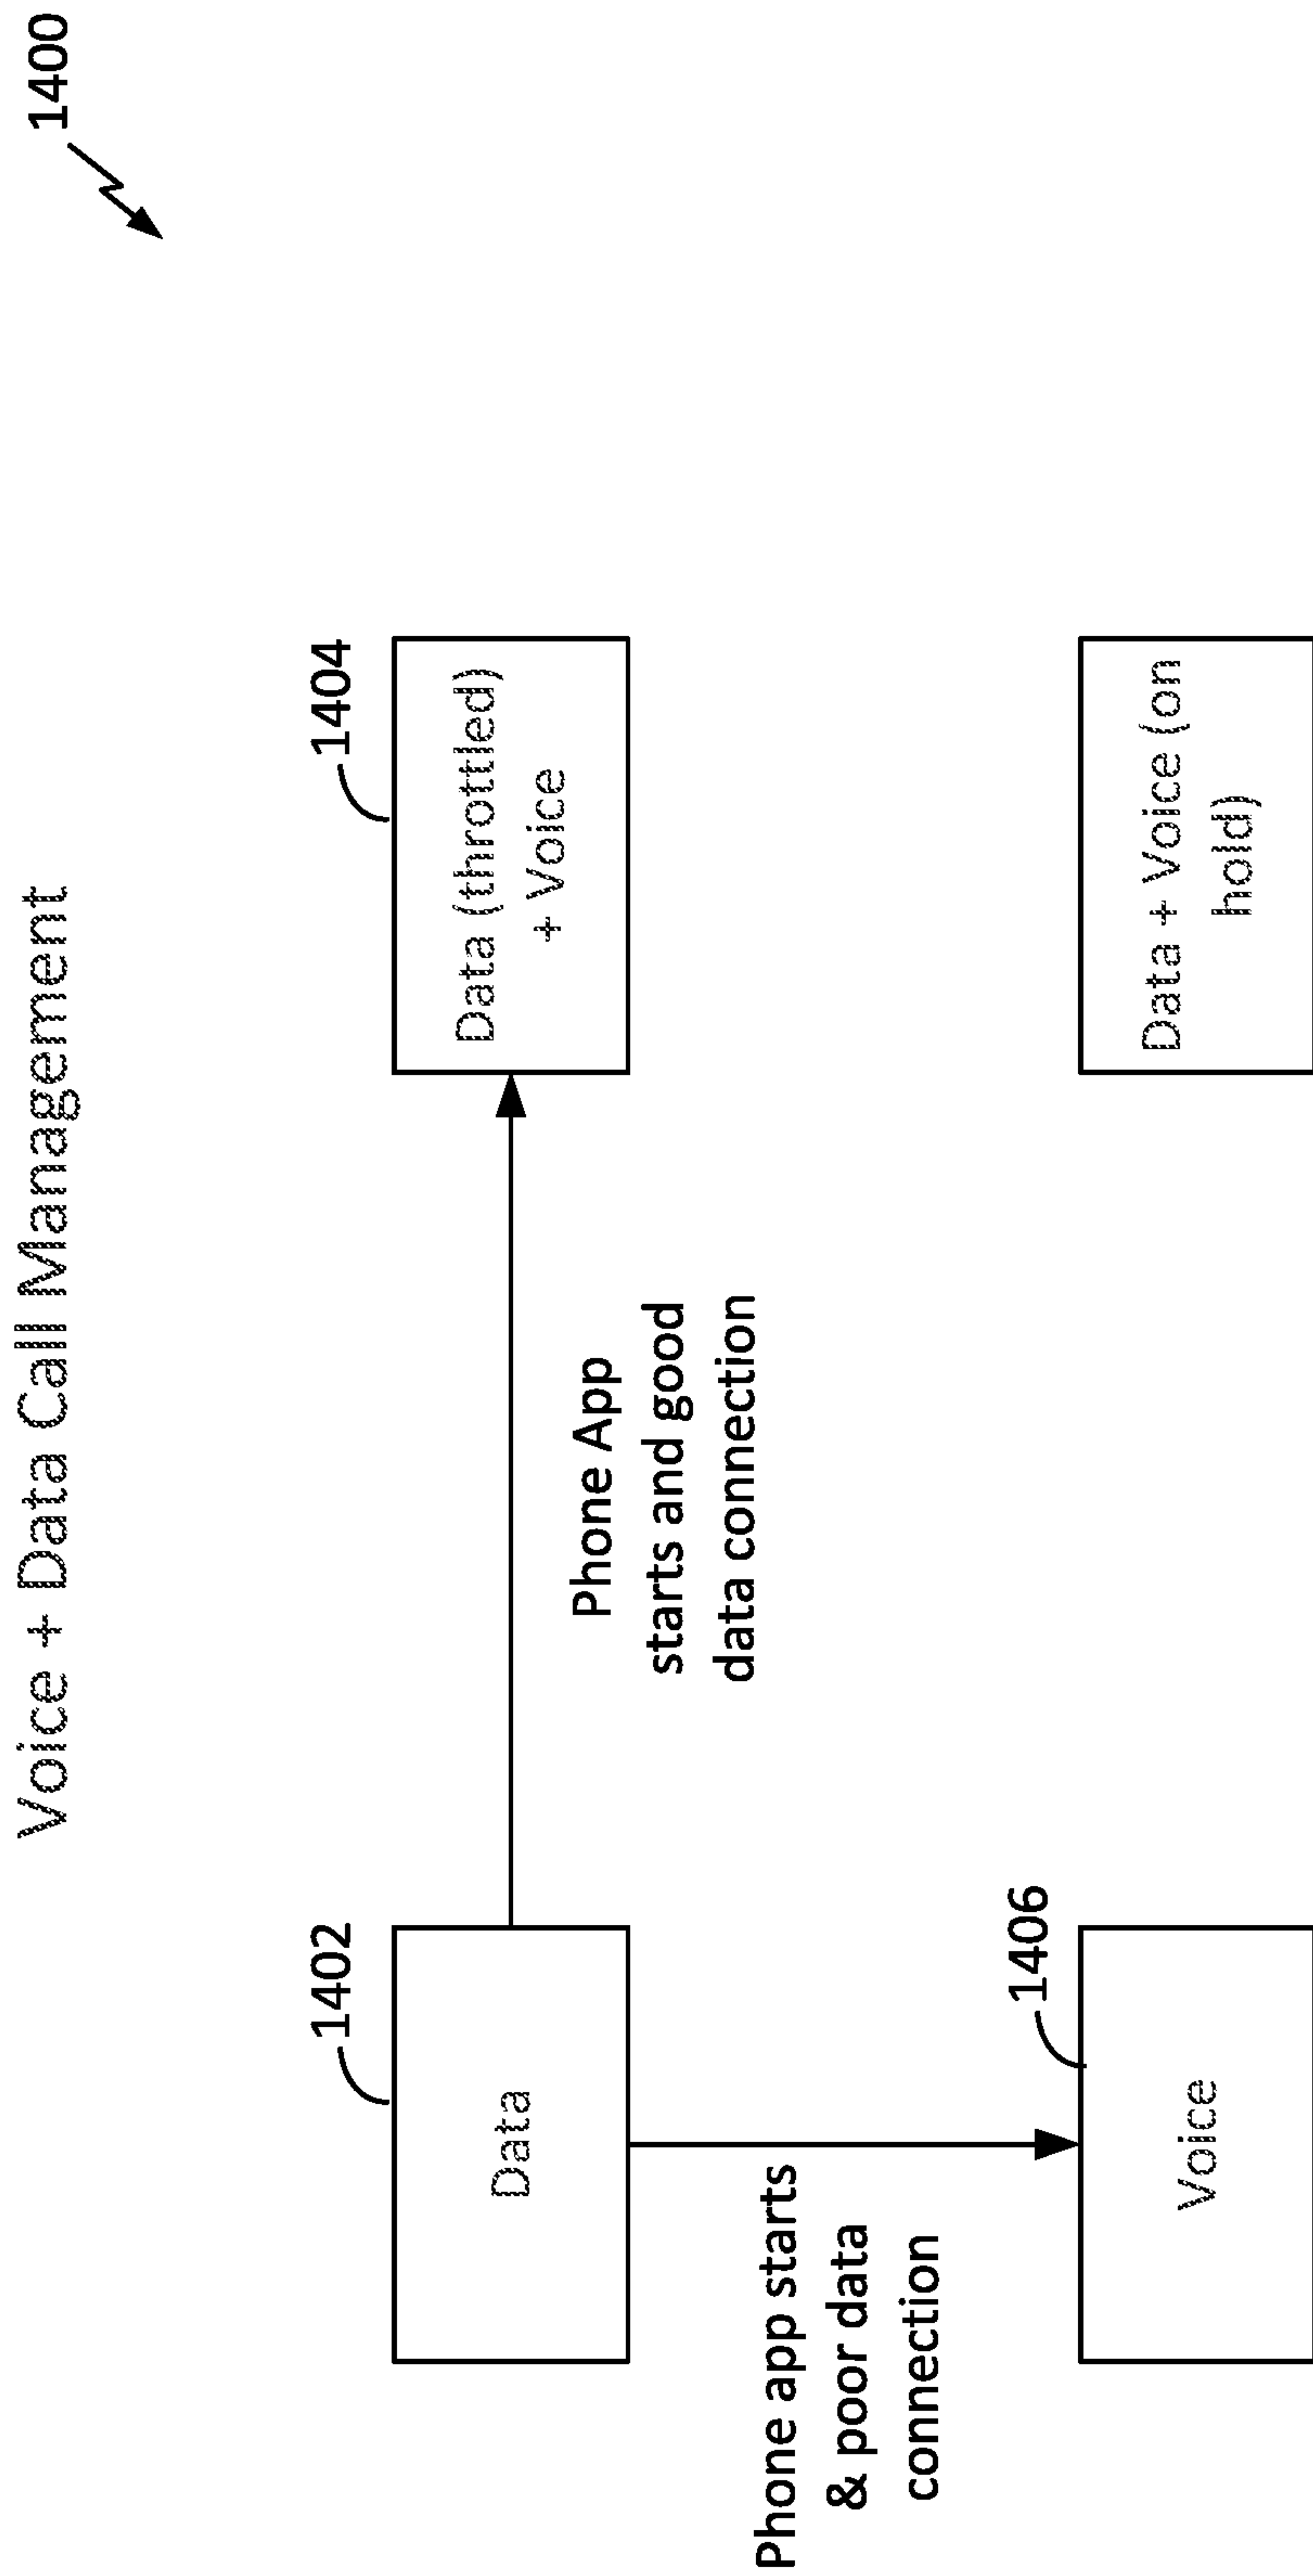 Voice + Data Call Management
1400
1402
Data
Phone App
starts and good
data connection
1404
Data (throttled)
+ Voice
Phone app starts
& poor data
connection
1406
Voice
Data + Voice (on
hold)